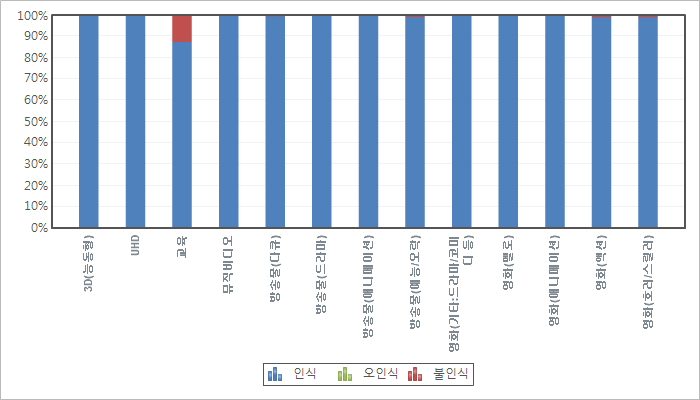 100%
90%
80%
70%
60%
50%
40%
30%
20%
10%
0%
3D(능동형)
UHD
교육
뮤직비디오
방송물(다큐)
방송물(드라마)
방송물(애니메이션)
방송물(예능/오락)
영화(기타:드라마/코미
디 등)
영화(멜로)
영화(애니메이션)
영화(액션)
영화(호러/스릴러)
인식 오인식 불인식